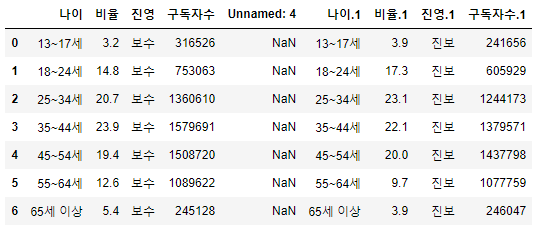 나이 비율 진영 구독자수 Unnamed: 4 나이.1 비율.1 진영.1 구독자수.1
0 13~17세 3.2 보수 316526 NaN 13~17세 3.9 진보 241656
1 18~24세 14.8 보수 753063 NaN 18~24세 17.3 진보 605929
2 25~34세 20.7 보수 1360610 NaN 25~34세 23.1 진보 1244173
3 35~44세 23.9 보수 1579691 NaN 35~44세 22.1 진보 1379571
4 45~54세 19.4 보수 1508720 NaN 45~54세 20.0 진보 1437798
5 55~64세 12.6 보수 1089622 NaN 55~64세 9.7 진보 1077759
6 65세 이상 5.4 보수 245128 NaN 65세 이상 3.9 진보 246047